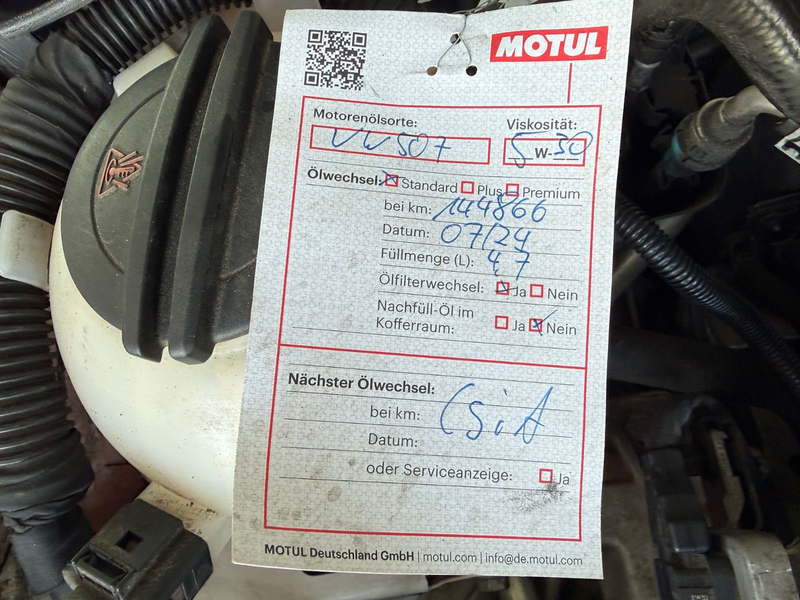 MOTUL
Motorenölsorte: Viskosität:
VW 507 5 W-30
Ölwechsel: Standard Plus Premium
bei km: 144866
Datum: 07/24
Füllmenge (L): 4,7
Ölfilterwechsel: Ja Nein
Nachfüll-Öl im
Kofferraum: Ja Nein
Nächster Ölwechsel:
bei km:
Datum:
oder Serviceanzeige: Ja
MOTUL Deutschland GmbH | motul.com | info@de.motul.com